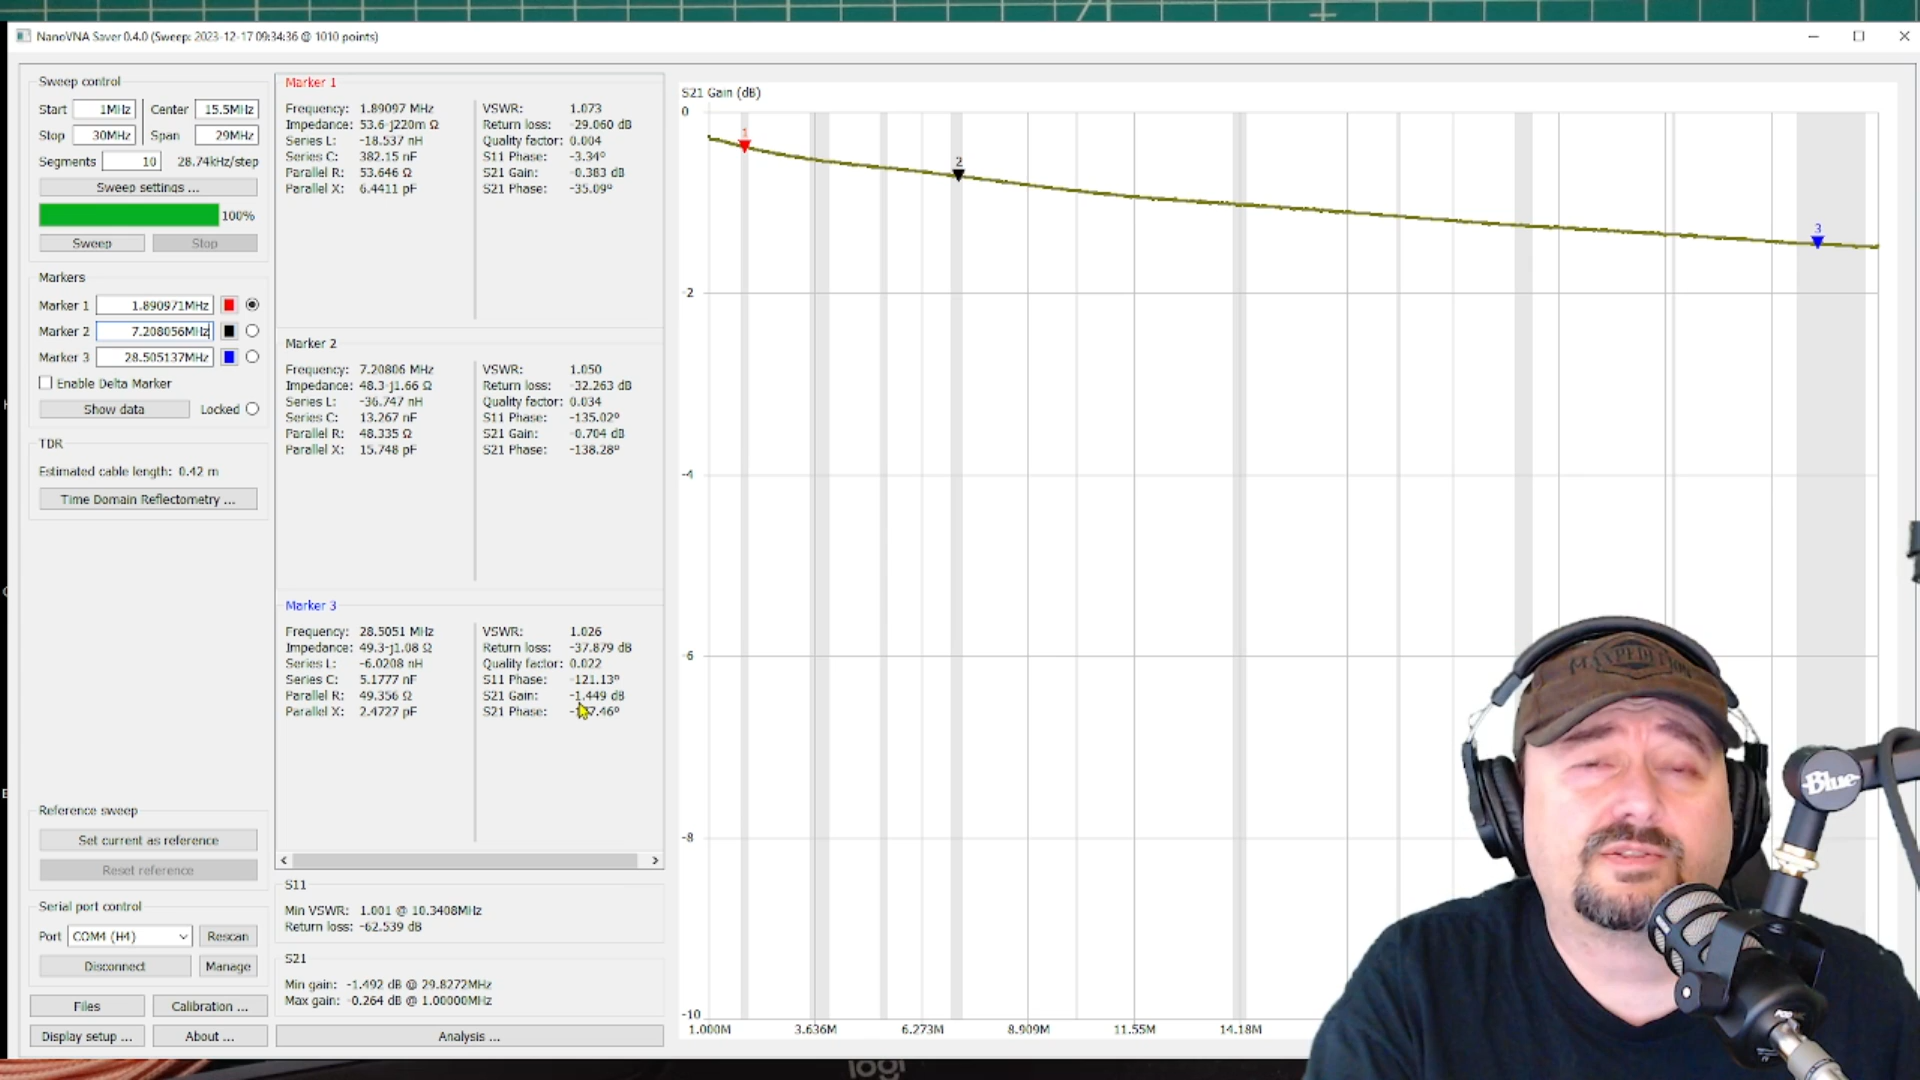 NanoVNA Saver 0.4.0 (Sweep: 2023-12-17 09:34:36 @ 1010 points)
Sweep control
Start 1MHz Center 15.5MHz
Stop 30MHz Span 29MHz
Segments 10 28.74kHz/step
Sweep settings ...
100%
Sweep Stop
Markers
Marker 1 1.890971MHz
Marker 2 7.208056MHz
Marker 3 28.505137MHz
Enable Delta Marker
Show data Locked
TDR
Estimated cable length: 0.42 m
Time Domain Reflectometry ...
Reference sweep
Set current as reference
Reset reference
Serial port control
Port COM4 (H4) Rescan
Disconnect Manage
Files Calibration ...
Display setup ... About ...
Marker 1
Frequency: 1.89097 MHz VSWR: 1.073
Impedance: 53.6-j220m Ω Return loss: -29.060 dB
Series L: -18.537 nH Quality factor: 0.004
Series C: 382.15 nF S11 Phase: -3.34°
Parallel R: 53.646 Ω S21 Gain: -0.383 dB
Parallel X: 6.4411 pF S21 Phase: -35.09°
Marker 2
Frequency: 7.20806 MHz VSWR: 1.050
Impedance: 48.3-j1.66 Ω Return loss: -32.263 dB
Series L: -36.747 nH Quality factor: 0.034
Series C: 13.267 nF S11 Phase: -135.02°
Parallel R: 48.335 Ω S21 Gain: -0.704 dB
Parallel X: 15.748 pF S21 Phase: -138.28°
Marker 3
Frequency: 28.5051 MHz VSWR: 1.026
Impedance: 49.3-j1.08 Ω Return loss: -37.879 dB
Series L: -6.0208 nH Quality factor: 0.022
Series C: 5.1777 nF S11 Phase: -121.13°
Parallel R: 49.356 Ω S21 Gain: -1.449 dB
Parallel X: 2.4727 pF S21 Phase:
S11
Min VSWR: 1.001 @ 10.3408MHz
Return loss: -62.539 dB
S21
Min gain: -1.492 dB @ 29.8272MHz
Max gain: -0.264 dB @ 1.00000MHz
Analysis ...
S21 Gain (dB)
0
1
2
3
-2
-4
-6
-8
-10
1.000M 3.636M 6.273M 8.909M 11.55M 14.18M
Blue
logi